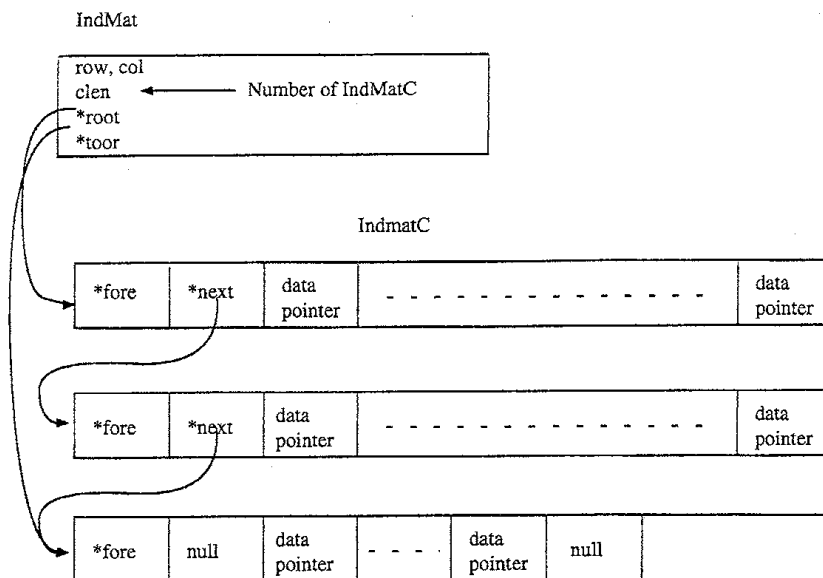 IndMat
row, col
clen
Number of IndMatC
*root
*toor
IndmatC
*fore *next data pointer - - - - - - - - - - - - - - data pointer
*fore *next data pointer - - - - - - - - - - - - - - data pointer
*fore null data pointer - - - - data pointer null